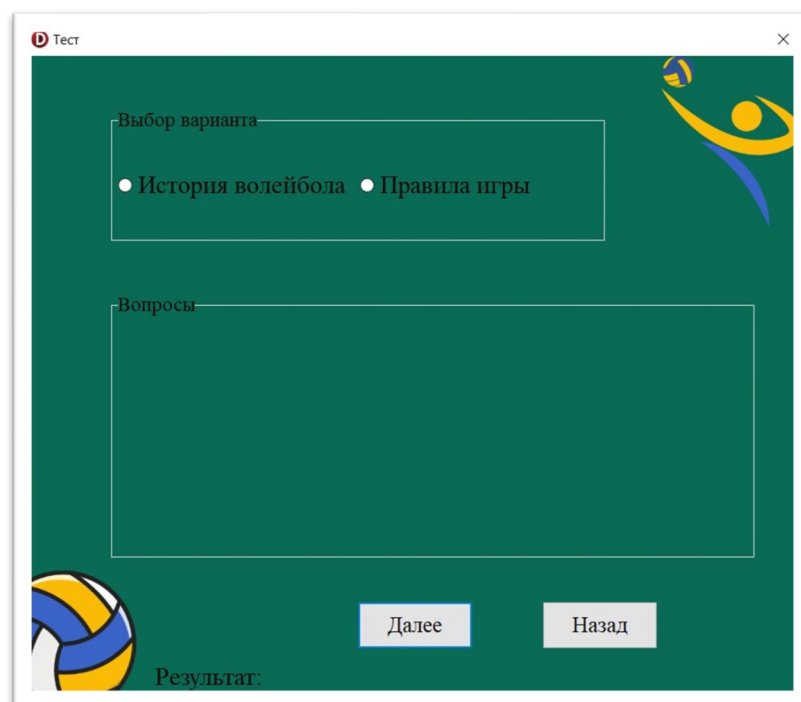 Тест
Выбор варианта
История волейбола Правила игры
Вопросы
Далее Назад
Результат: